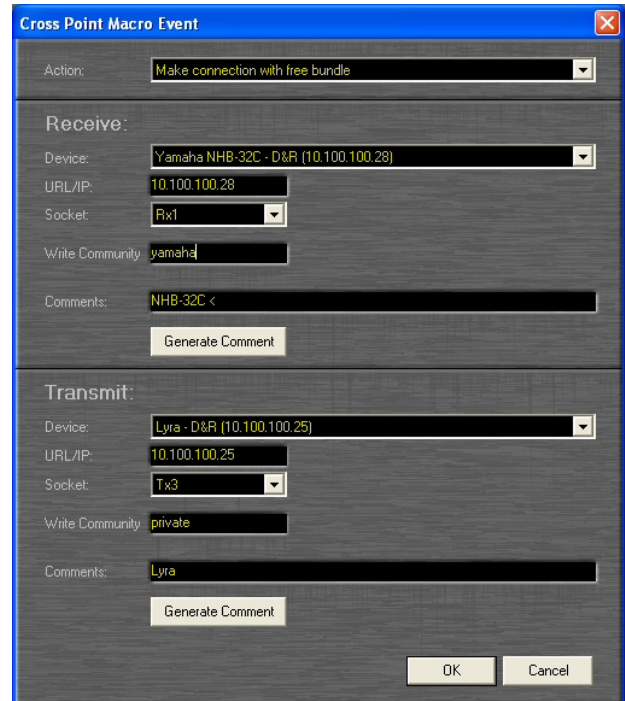 Cross Point Macro Event
Action: Make connection with free bundle
Receive:
Device: Yamaha NHB-32C - D&R (10.100.100.28)
URL/IP: 10.100.100.28
Socket: Rx1
Write Community yamaha
Comments: NHB-32C <
Generate Comment
Transmit:
Device: Lyra - D&R (10.100.100.25)
URL/IP: 10.100.100.25
Socket: Tx3
Write Community private
Comments: Lyra
Generate Comment
OK Cancel